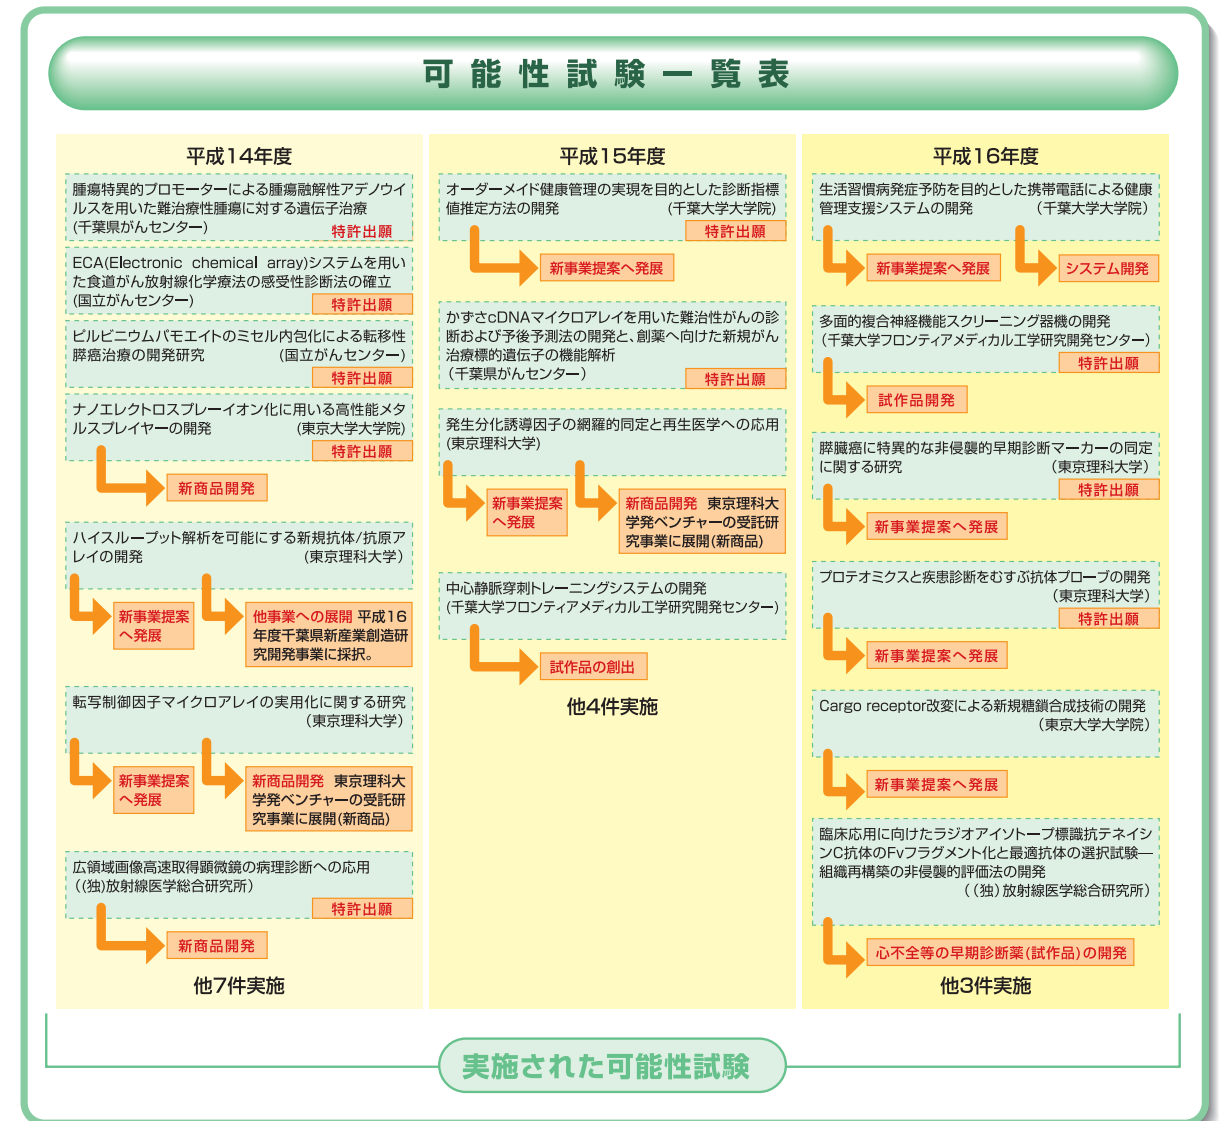 可能性試験一覧表
平成14年度
腫瘍特異的プロモーターによる腫瘍融解性アデノウイ
ルスを用いた難治療性腫瘍に対する遺伝子治療
(千葉県がんセンター)
特許出願
ECA(Electronic chemical array)システムを用い
た食道がん放射線化学療法の感受性診断法の確立
(国立がんセンター)
特許出願
ピルビニウムパモエイトのミセル内包化による転移性
膵癌治療の開発研究 (国立がんセンター)
特許出願
ナノエレクトロスプレーイオン化に用いる高性能メタ
ルスプレイヤーの開発 (東京大学大学院)
特許出願
新商品開発
ハイスループット解析を可能にする新規抗体/抗原ア
レイの開発 (東京理科大学)
新事業提案
へ発展
他事業への展開 平成16
年度千葉県新産業創造研
究開発事業に採択。
転写制御因子マイクロアレイの実用化に関する研究
(東京理科大学)
新事業提案
へ発展
新商品開発 東京理科大
学発ベンチャーの受託研
究事業に展開(新商品)
広領域画像高速取得顕微鏡の病理診断への応用
((独)放射線医学総合研究所)
特許出願
新商品開発
他7件実施
平成15年度
オーダーメイド健康管理の実現を目的とした診断指標
値推定方法の開発 (千葉大学大学院)
特許出願
新事業提案へ発展
かずさcDNAマイクロアレイを用いた難治性がんの診
断および予後予測法の開発と、創薬へ向けた新規がん
治療標的遺伝子の機能解析
(千葉県がんセンター)
特許出願
発生分化誘導因子の網羅的同定と再生医学への応用
(東京理科大学)
新事業提案
へ発展
新商品開発 東京理科大
学発ベンチャーの受託研
究事業に展開(新商品)
中心静脈穿刺トレーニングシステムの開発
(千葉大学フロンティアメディカル工学研究開発センター)
試作品の創出
他4件実施
平成16年度
生活習慣病発症予防を目的とした携帯電話による健康
管理支援システムの開発 (千葉大学大学院)
新事業提案へ発展
システム開発
多面的複合神経機能スクリーニング器機の開発
(千葉大学フロンティアメディカル工学研究開発センター)
特許出願
試作品開発
膵臓癌に特異的な非侵襲的早期診断マーカーの同定
に関する研究 (東京理科大学)
特許出願
新事業提案へ発展
プロテオミクスと疾患診断をむすぶ抗体プローブの開発
(東京理科大学)
特許出願
新事業提案へ発展
Cargo receptor改変による新規糖鎖合成技術の開発
(東京大学大学院)
新事業提案へ発展
臨床応用に向けたラジオアイソトープ標識抗テネイシ
ンC抗体のFvフラグメント化と最適抗体の選択試験―
組織再構築の非侵襲的評価法の開発
((独)放射線医学総合研究所)
心不全等の早期診断薬(試作品)の開発
他3件実施
実施された可能性試験